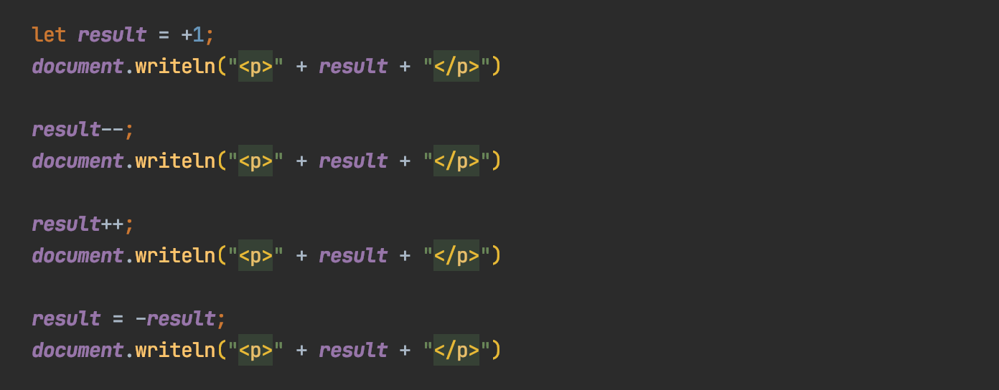 let result = +1;
document.writeln("<p>" + result + "</p>")
result--;
document.writeln("<p>" + result + "</p>")
result++;
document.writeln("<p>" + result + "</p>")
result = -result;
document.writeln("<p>" + result + "</p>")